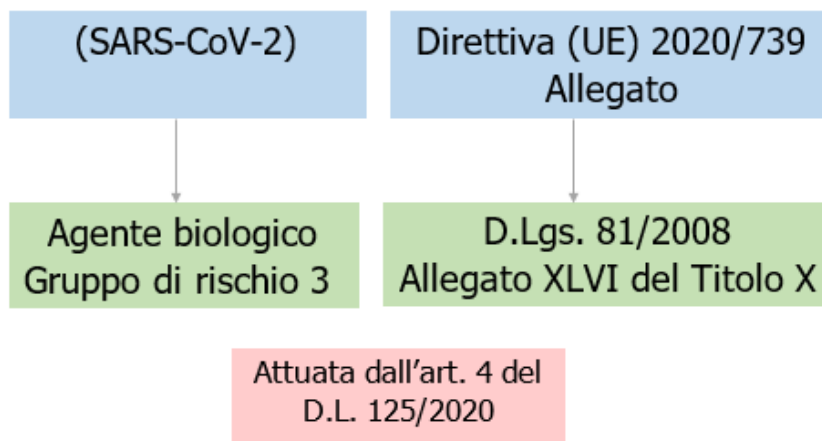 (SARS-CoV-2)
Direttiva (UE) 2020/739
Allegato
Agente biologico
Gruppo di rischio 3
D.Lgs. 81/2008
Allegato XLVI del Titolo X
Attuata dall'art. 4 del
D.L. 125/2020